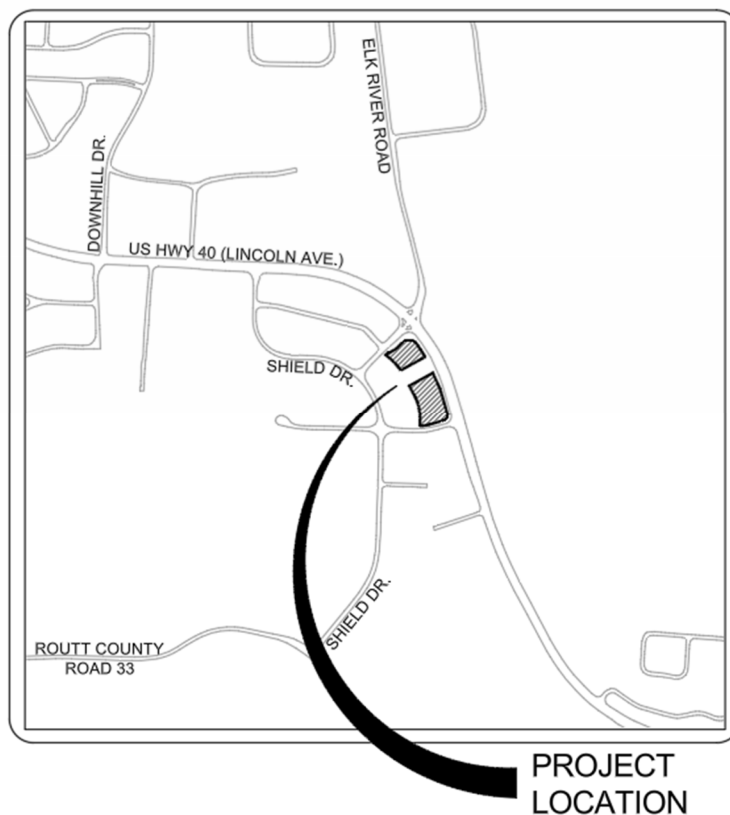 ELK RIVER ROAD
DOWNHILL DR.
US HWY 40 (LINCOLN AVE.)
SHIELD DR.
SHIELD DR.
ROUTT COUNTY
ROAD 33
PROJECT
LOCATION